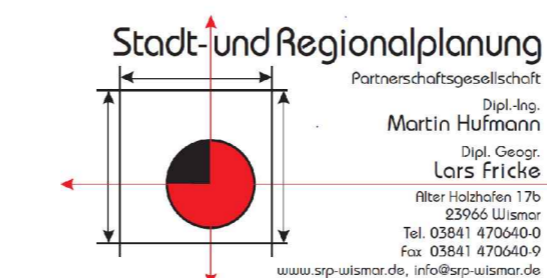 Stadt- und Regionalplanung
Partnerschaftsgesellschaft
Dipl.-Ing.
Martin Hufmann
Dipl. Geogr.
Lars Fricke
Alter Holzhafen 17b
23966 Wismar
Tel. 03841 470640-0
Fax 03841 470640-9
www.srp-wismar.de, info@srp-wismar.de